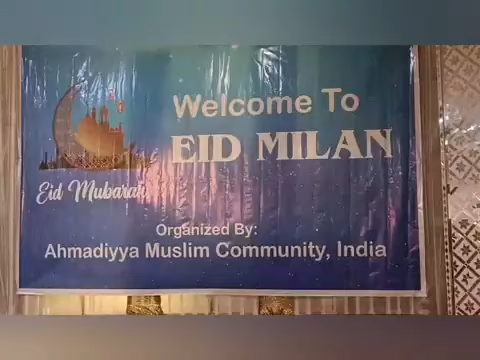 Welcome To
EID MILAN
Eid Mubarak
Organized By:
Ahmadiyya Muslim Community, India